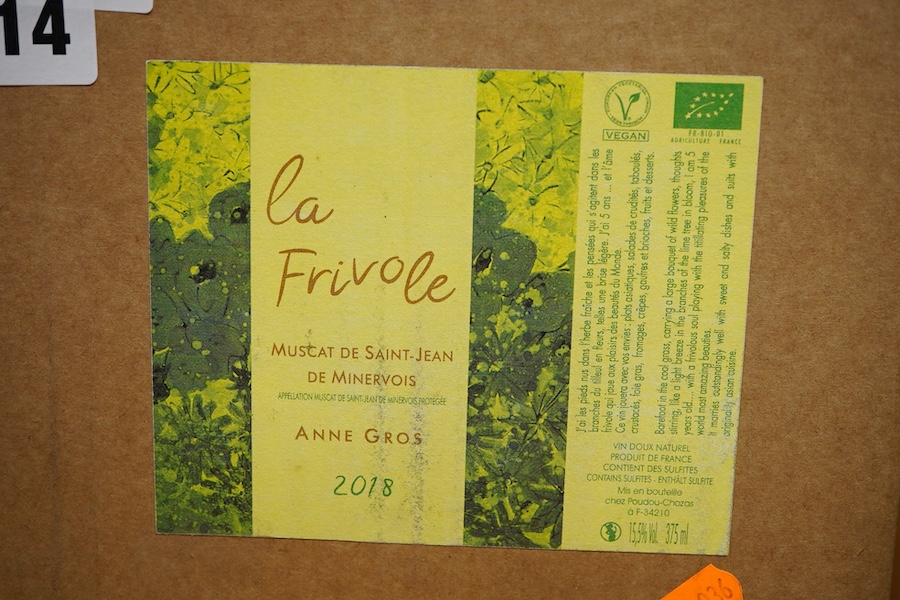 14
la
Frivole
MUSCAT DE SAINT-JEAN
DE MINERVOIS
APPELLATION MUSCAT DE SAINT-JEAN DE MINERVOIS PROTÉGÉE
ANNE GROS
2018
VEGAN
FR-BIO-01
AGRICULTURE FRANCE
J'ai les pieds nus dans l'herbe fraîche et les pensées qui s'agitent dans les
branches du tilleul en fleurs, telles une brise légère. J'ai 5 ans ... et l'âme
frivole qui joue aux plaisirs des beautés du Monde.
Ce vin jouera avec vos envies : plats asiatiques, salades de crudités, taboulés,
crustacés, foie gras, fromages, crêpes, gaufres et brioches, fruits et desserts.
Barefoot in the cool grass, carrying a large bouquet of wild flowers, thoughts
stirring, like a light breeze in the branches of the lime tree in bloom, I am 5
years old ... with a frivolous soul playing with the titillating pleasures of the
world most amazing beauties.
It marries outstandingly well with sweet and salty dishes and suits with
originality asian cuisine.
VIN DOUX NATUREL
PRODUIT DE FRANCE
CONTIENT DES SULFITES
CONTAINS SULFITES - ENTHÄLT SULFITE
Mis en bouteille
chez Poudou-Chozas
à F-34210
15,5% Vol. 375 ml